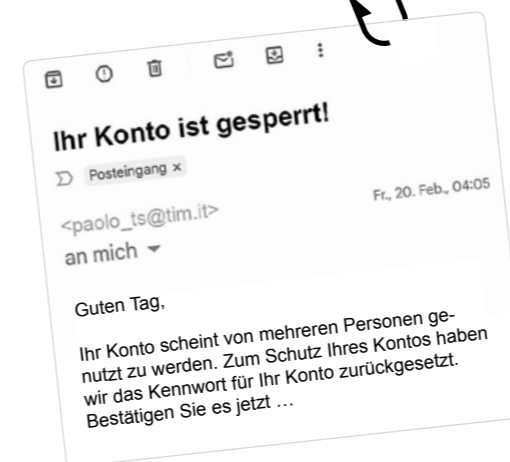 Ihr Konto ist gesperrt!
Posteingang ×
<paolo_ts@tim.it>
Fr., 20. Feb., 04:05
an mich
Guten Tag,
Ihr Konto scheint von mehreren Personen ge-
nutzt zu werden. Zum Schutz Ihres Kontos haben
wir das Kennwort für Ihr Konto zurückgesetzt.
Bestätigen Sie es jetzt …